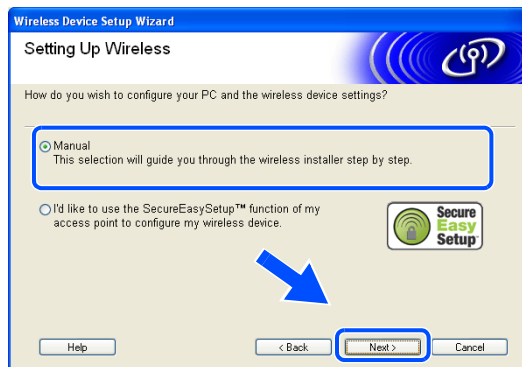 Wireless Device Setup Wizard
Setting Up Wireless
How do you wish to configure your PC and the wireless device settings?
Manual
This selection will guide you through the wireless installer step by step.
I'd like to use the SecureEasySetup™ function of my
access point to configure my wireless device.
Secure
Easy
Setup
Help
< Back
Next >
Cancel